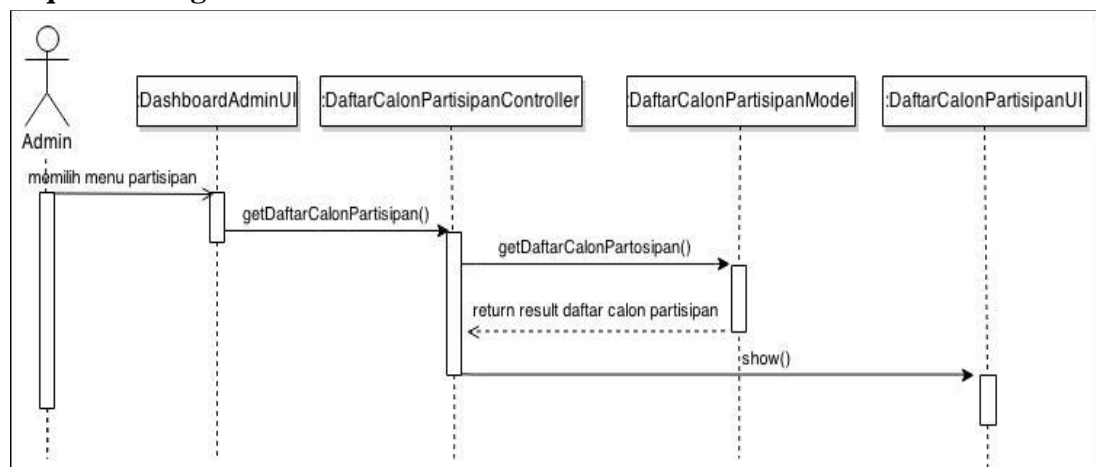 :DashboardAdminUI
:DaftarCalonPartisipanController
:DaftarCalonPartisipanModel
:DaftarCalonPartisipanUI
Admin
memilih menu partisipan
getDaftarCalonPartisipan()
getDaftarCalonPartosipan()
return result daftar calon partisipan
show()